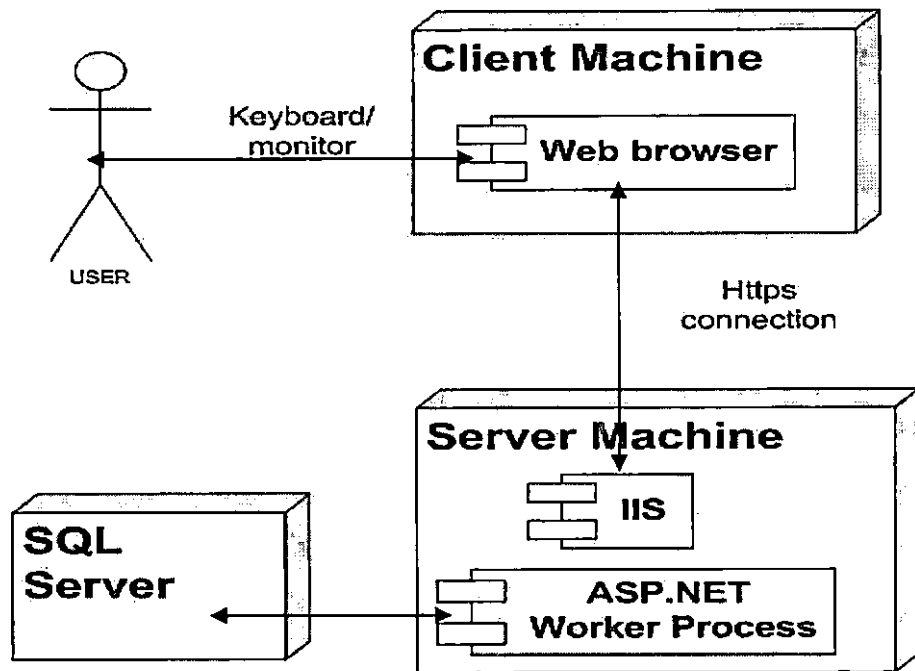 Client Machine
Keyboard/
monitor
Web browser
USER
Https
connection
Server Machine
IIS
SQL
Server
ASP.NET
Worker Process